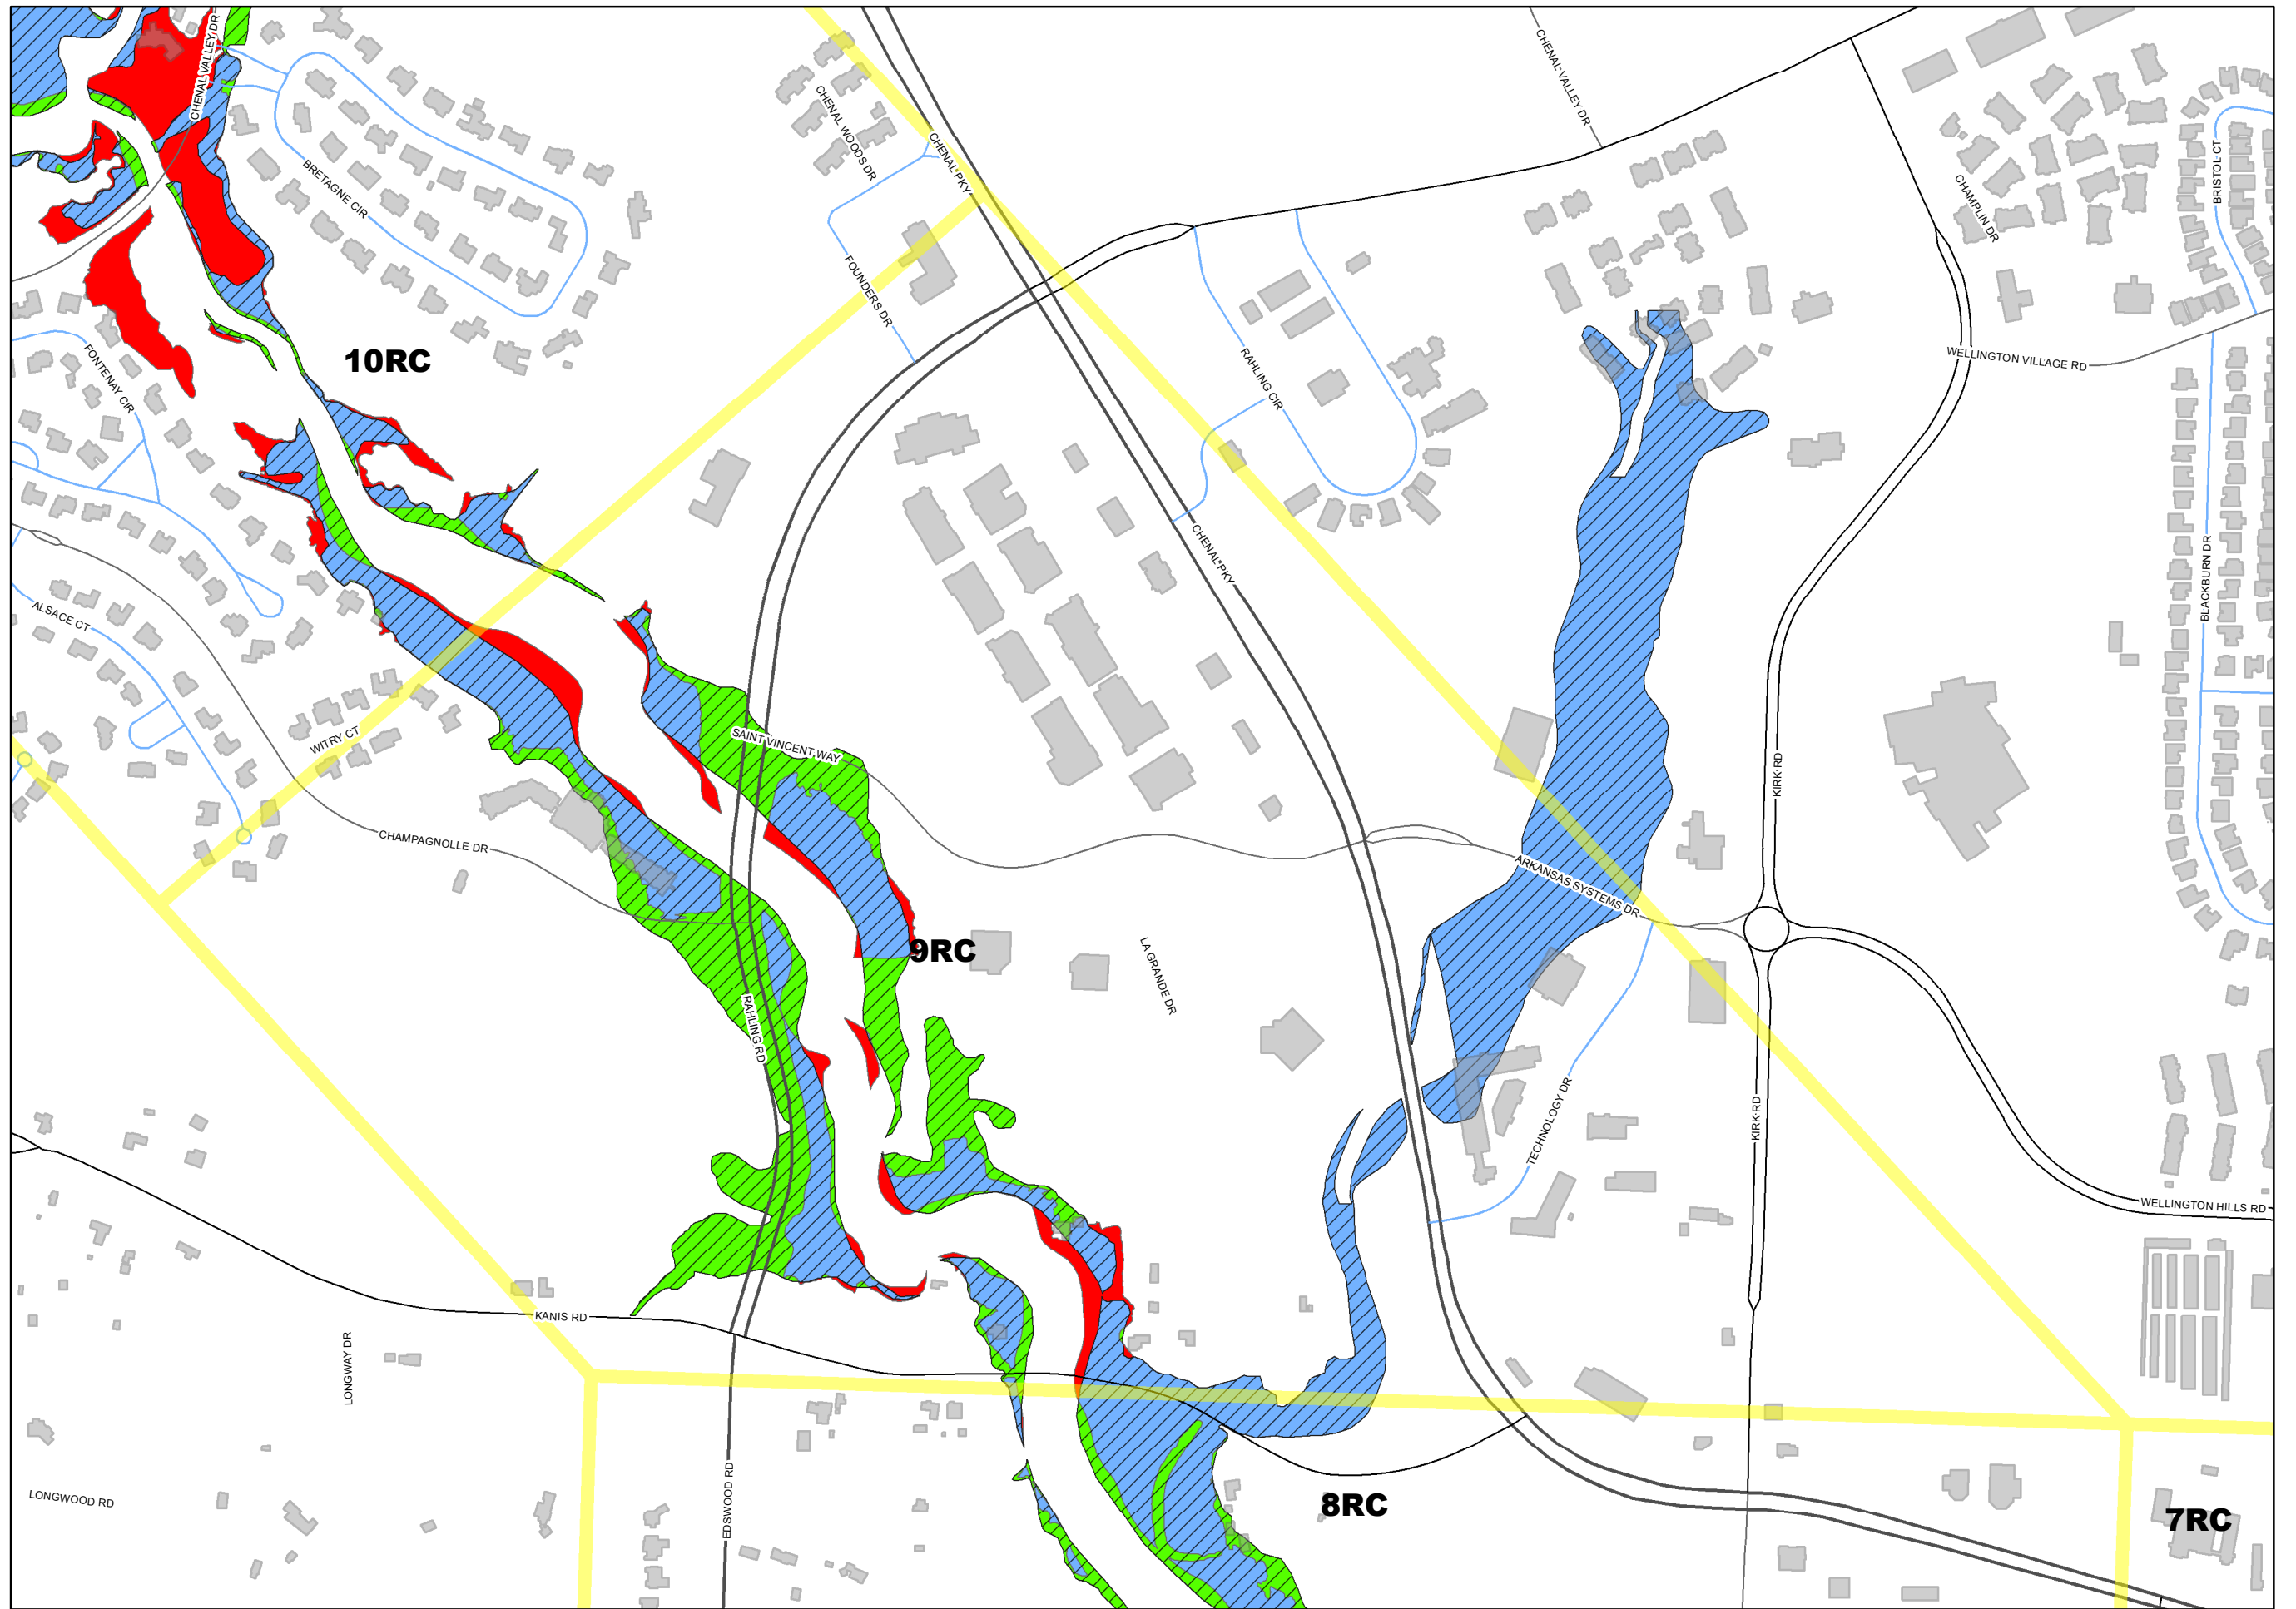 CHENAL VALLEY DR
CHENAL VALLEY DR
CHENAL WOODS DR
CHENAL PKY
BRISTOL CT
BRETAGNE CIR
CHAMPLIN DR
FOUNDERS DR
10RC
FONTENAY CIR
RAHLING CIR
WELLINGTON VILLAGE RD
CHENAL PKY
BLACKBURN DR
ALSACE CT
WITRY CT
SAINT VINCENT WAY
KIRK RD
CHAMPAGNOLLE DR
ARKANSAS SYSTEMS DR
9RC
LA GRANDE DR
RAHLING RD
TECHNOLOGY DR
KIRK RD
WELLINGTON HILLS RD
KANIS RD
LONGWAY DR
LONGWOOD RD
EDSWOOD RD
8RC
7RC